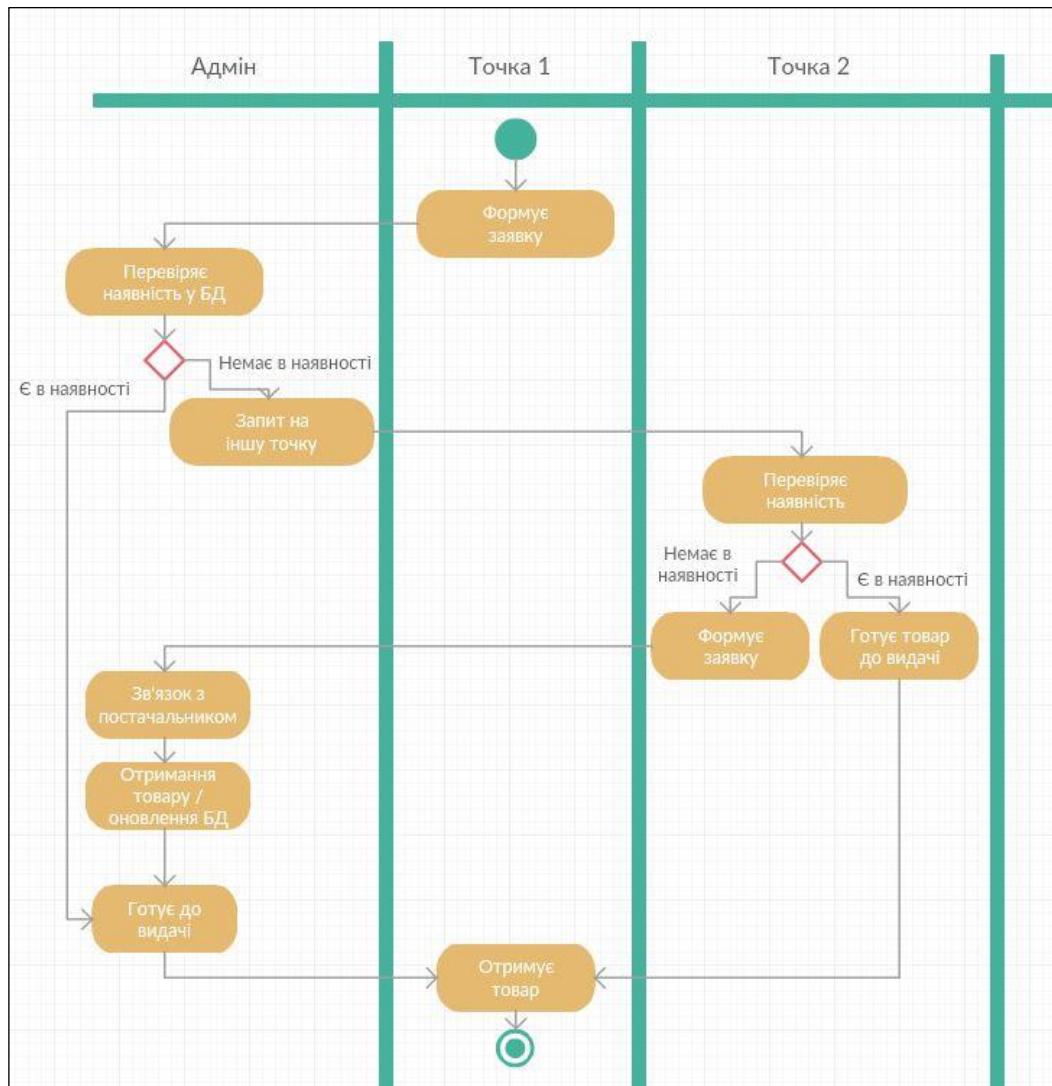 Адмін
Точка 1
Точка 2
Формує
заявку
Перевіряє
наявність у БД
Немає в наявності
Є в наявності
Запит на
іншу точку
Перевіряє
наявність
Немає в
наявності
Є в наявності
Формує
заявку
Готує товар
до видачі
Зв'язок з
постачальником
Отримання
товару /
оновлення БД
Готує до
видачі
Отримує
товар